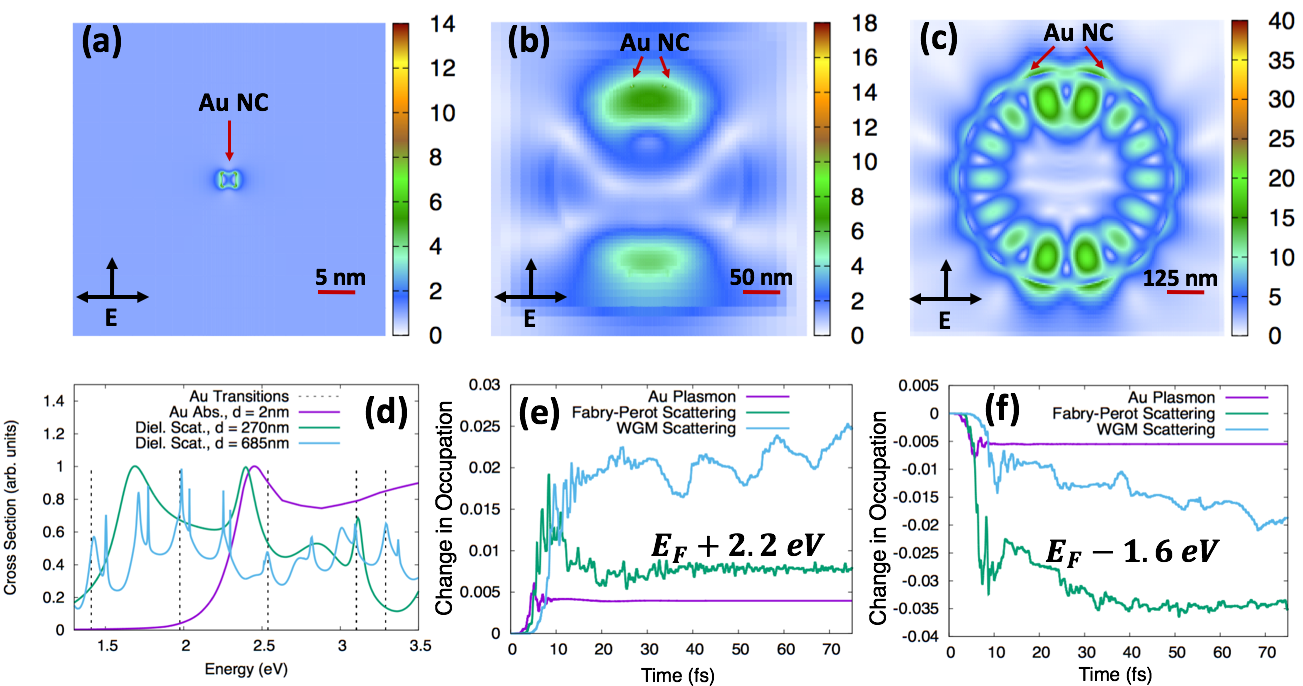 (a)
Au NC
E
5 nm
14
12
10
8
6
4
2
0
(b)
Au NC
E
50 nm
18
16
14
12
10
8
6
4
2
0
(c)
Au NC
E
125 nm
40
35
30
25
20
15
10
5
0
(d)
Au Transitions
Au Abs., d = 2nm
Diel. Scat., d = 270nm
Diel. Scat., d = 685nm
Cross Section (arb. units)
1.4
1.2
1
0.8
0.6
0.4
0.2
0
1.5
2
2.5
3
3.5
Energy (eV)
(e)
Au Plasmon
Fabry-Perot Scattering
WGM Scattering
E_F + 2.2 eV
Change in Occupation
0.03
0.025
0.02
0.015
0.01
0.005
0
0
10
20
30
40
50
60
70
Time (fs)
(f)
Au Plasmon
Fabry-Perot Scattering
WGM Scattering
E_F − 1.6 eV
Change in Occupation
0.005
0
-0.005
-0.01
-0.015
-0.02
-0.025
-0.03
-0.035
-0.04
0
10
20
30
40
50
60
70
Time (fs)